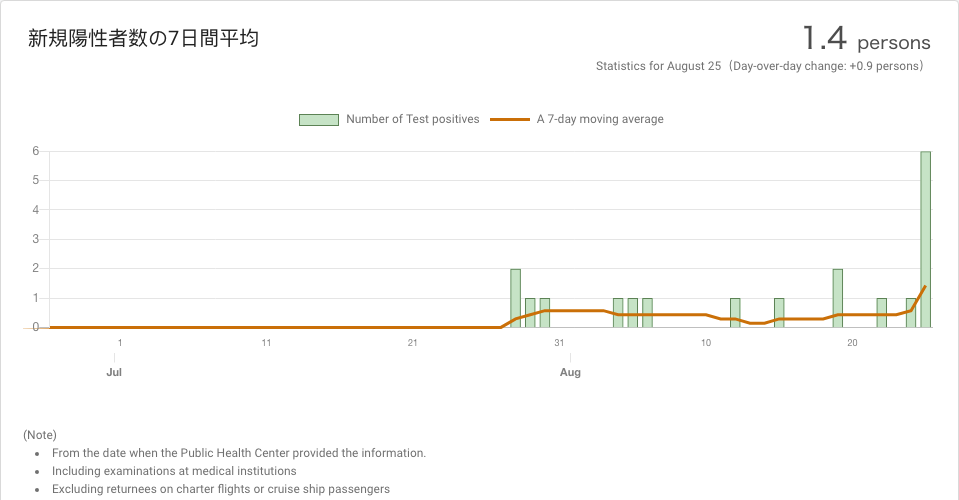 新規陽性者数の7日間平均
1.4 persons
Statistics for August 25（Day-over-day change: +0.9 persons）
Number of Test positives
A 7-day moving average
6
5
4
3
2
1
0
1 11 21 31 10 20
Jul Aug
(Note)
• From the date when the Public Health Center provided the information.
• Including examinations at medical institutions
• Excluding returnees on charter flights or cruise ship passengers